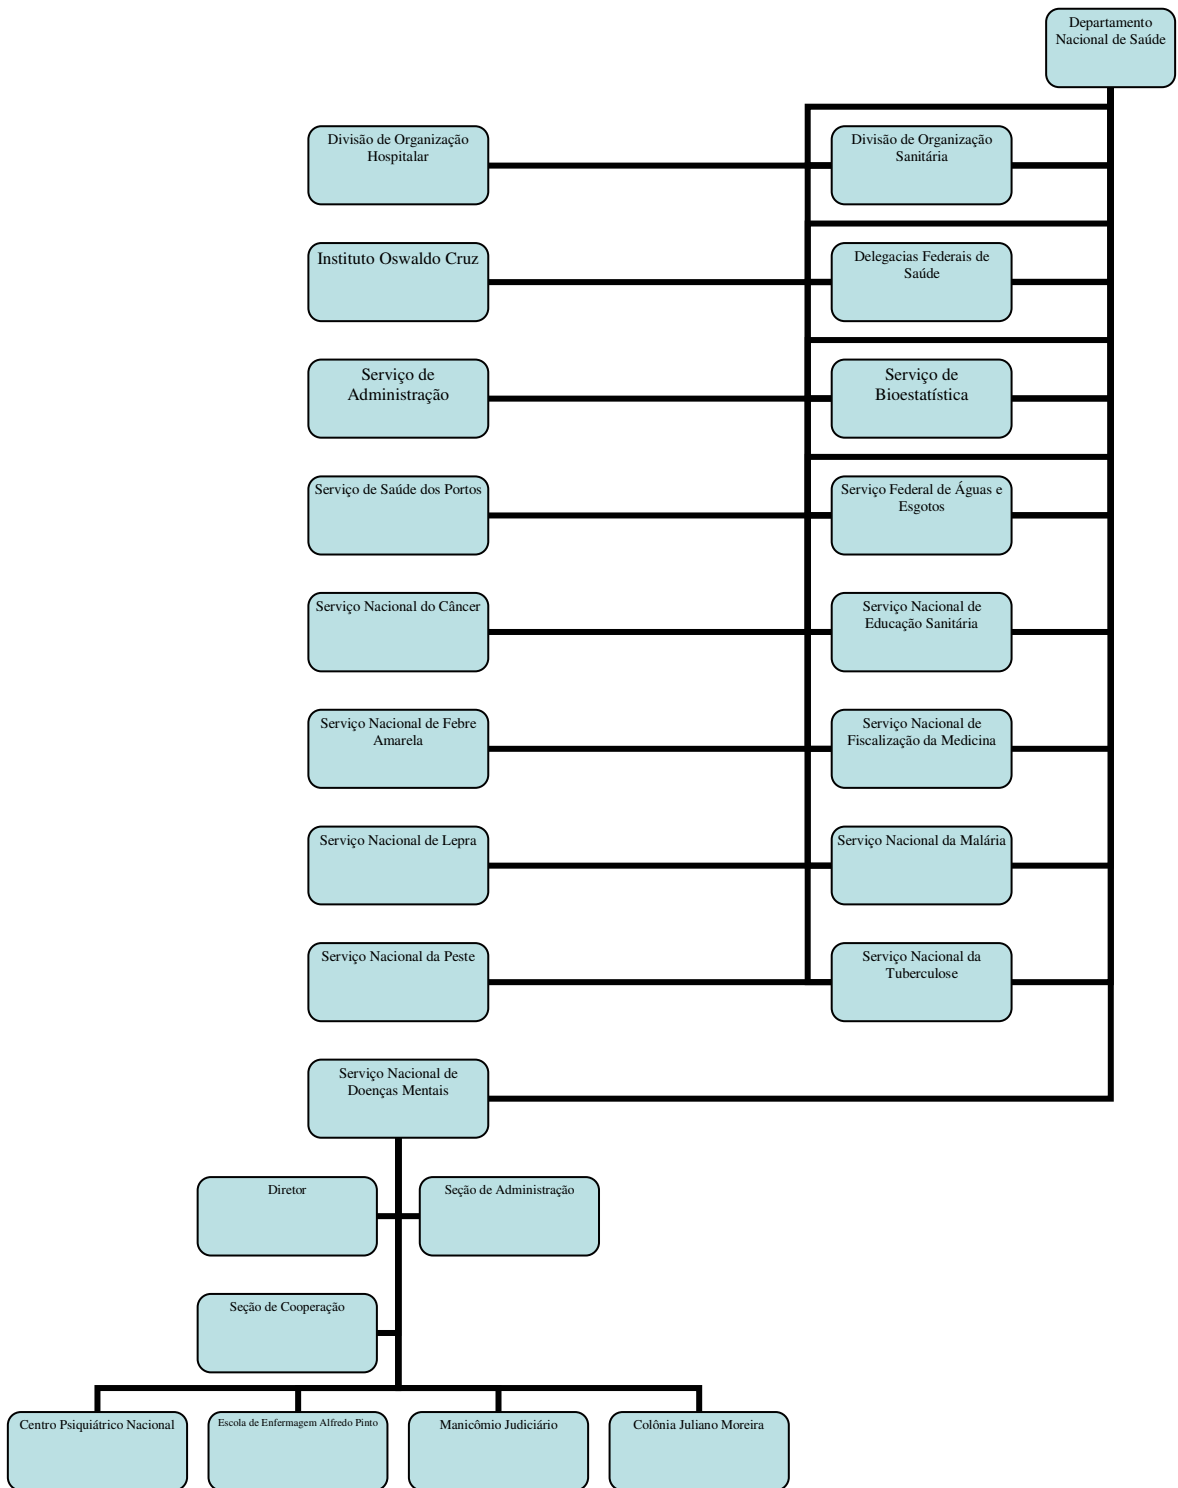 Departamento
Nacional de Saúde
Divisão de Organização
Hospitalar
Divisão de Organização
Sanitária
Instituto Oswaldo Cruz
Delegacias Federais de
Saúde
Serviço de
Administração
Serviço de
Bioestatística
Serviço de Saúde dos Portos
Serviço Federal de Águas e
Esgotos
Serviço Nacional do Câncer
Serviço Nacional de
Educação Sanitária
Serviço Nacional de Febre
Amarela
Serviço Nacional de
Fiscalização da Medicina
Serviço Nacional de Lepra
Serviço Nacional da Malária
Serviço Nacional da Peste
Serviço Nacional da
Tuberculose
Serviço Nacional de
Doenças Mentais
Diretor
Seção de Administração
Seção de Cooperação
Centro Psiquiátrico Nacional
Escola de Enfermagem Alfredo Pinto
Manicômio Judiciário
Colônia Juliano Moreira